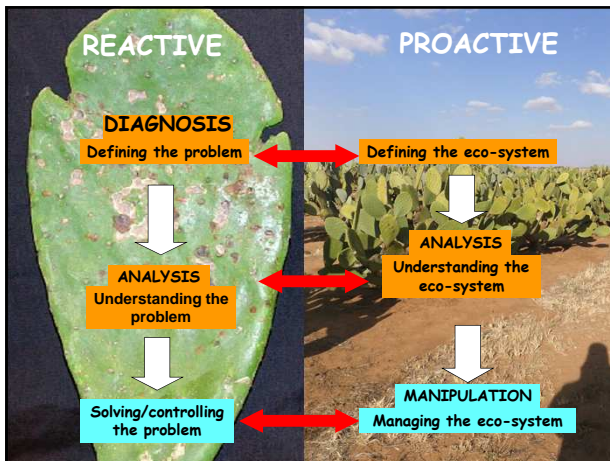 REACTIVE
DIAGNOSIS
Defining the problem
ANALYSIS
Understanding the
problem
Solving/controlling
the problem
PROACTIVE
Defining the eco-system
ANALYSIS
Understanding the
eco-system
MANIPULATION
Managing the eco-system